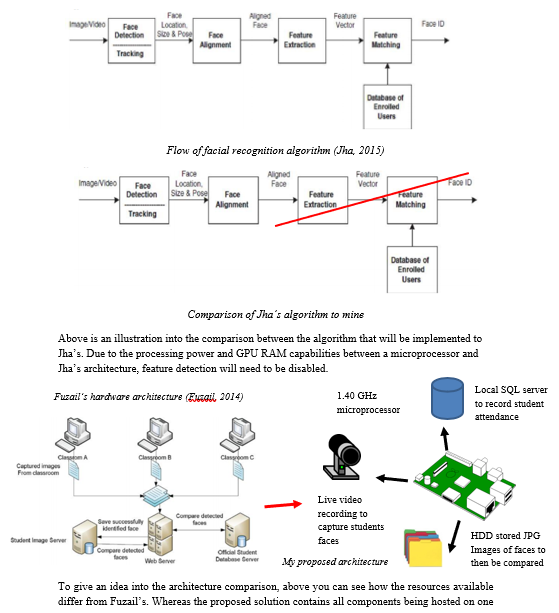 Image/Video
Face
Detection
Tracking
Face
Location,
Size & Pose
Face
Alignment
Aligned
Face
Feature
Extraction
Feature
Vector
Feature
Matching
Face ID
Database of
Enrolled
Users
Flow of facial recognition algorithm (Jha, 2015)
Image/Video
Face
Detection
Tracking
Face
Location,
Size & Pose
Face
Alignment
Aligned
Face
Feature
Extraction
Feature
Vector
Feature
Matching
Face ID
Database of
Enrolled
Users
Comparison of Jha's algorithm to mine
Above is an illustration into the comparison between the algorithm that will be implemented to
Jha's. Due to the processing power and GPU RAM capabilities between a microprocessor and
Jha's architecture, feature detection will need to be disabled.
Fuzail's hardware architecture (Fuzail, 2014)
Classroom A
Classroom B
Classroom C
Captured images
From classroom
Save successfully
identified face
Compare detected
faces
Student Image Server
Compare detected
faces
Web Server
Official Student
Database Server
1.40 GHz
microprocessor
Local SQL server
to record student
attendance
Live video
recording to
capture students
faces
My proposed architecture
HDD stored JPG
Images of faces to
then be compared
To give an idea into the architecture comparison, above you can see how the resources available
differ from Fuzail's. Whereas the proposed solution contains all components being hosted on one